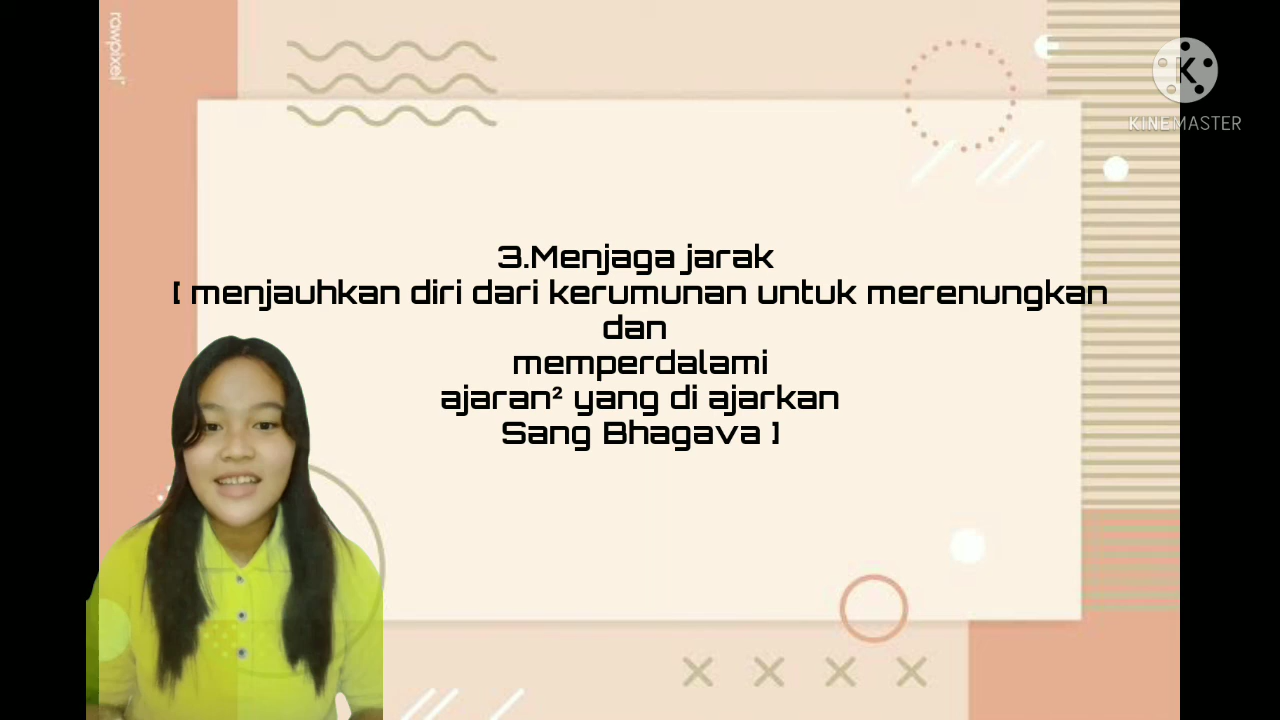 rawpixel
KINEMASTER
3.Menjaga jarak
[ menjauhkan diri dari kerumunan untuk merenungkan
dan
memperdalami
ajaran² yang di ajarkan
Sang Bhagava ]